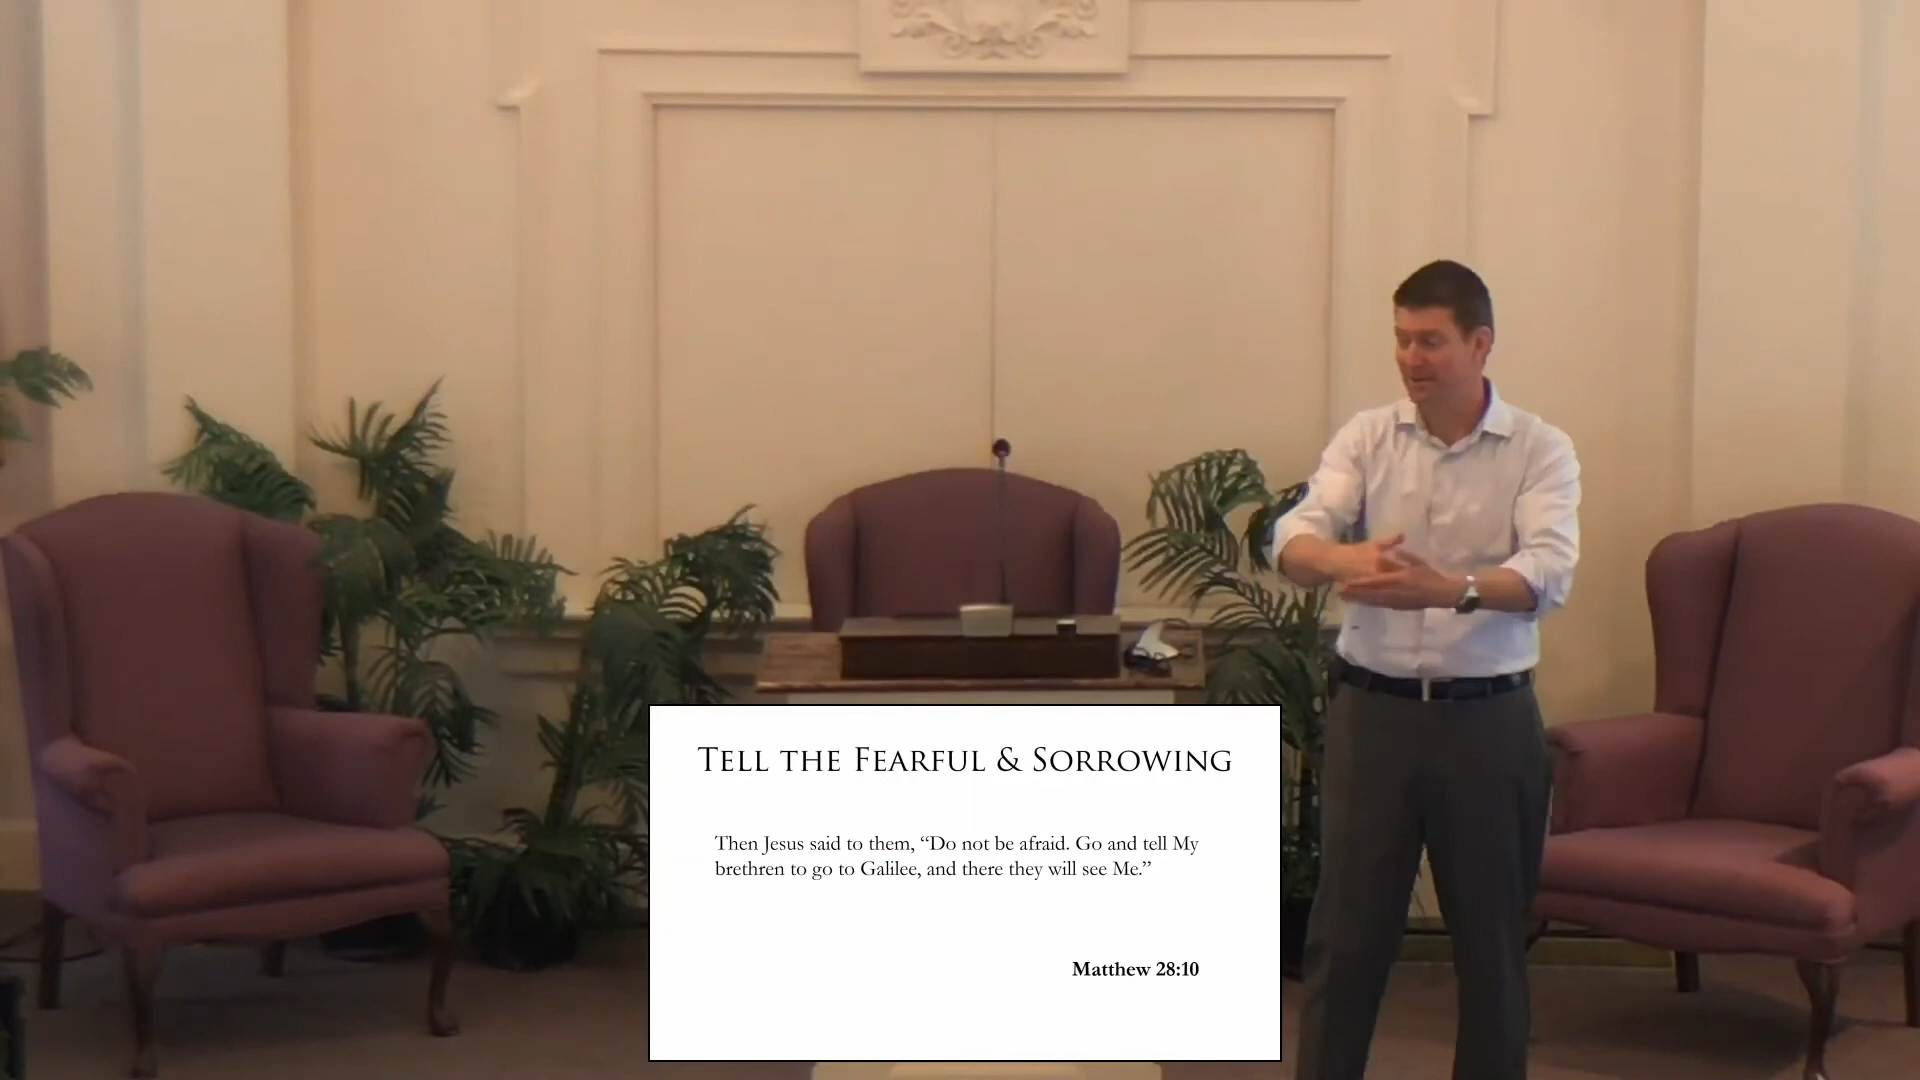 Tell the Fearful & Sorrowing
Then Jesus said to them, “Do not be afraid. Go and tell My
brethren to go to Galilee, and there they will see Me.”
Matthew 28:10